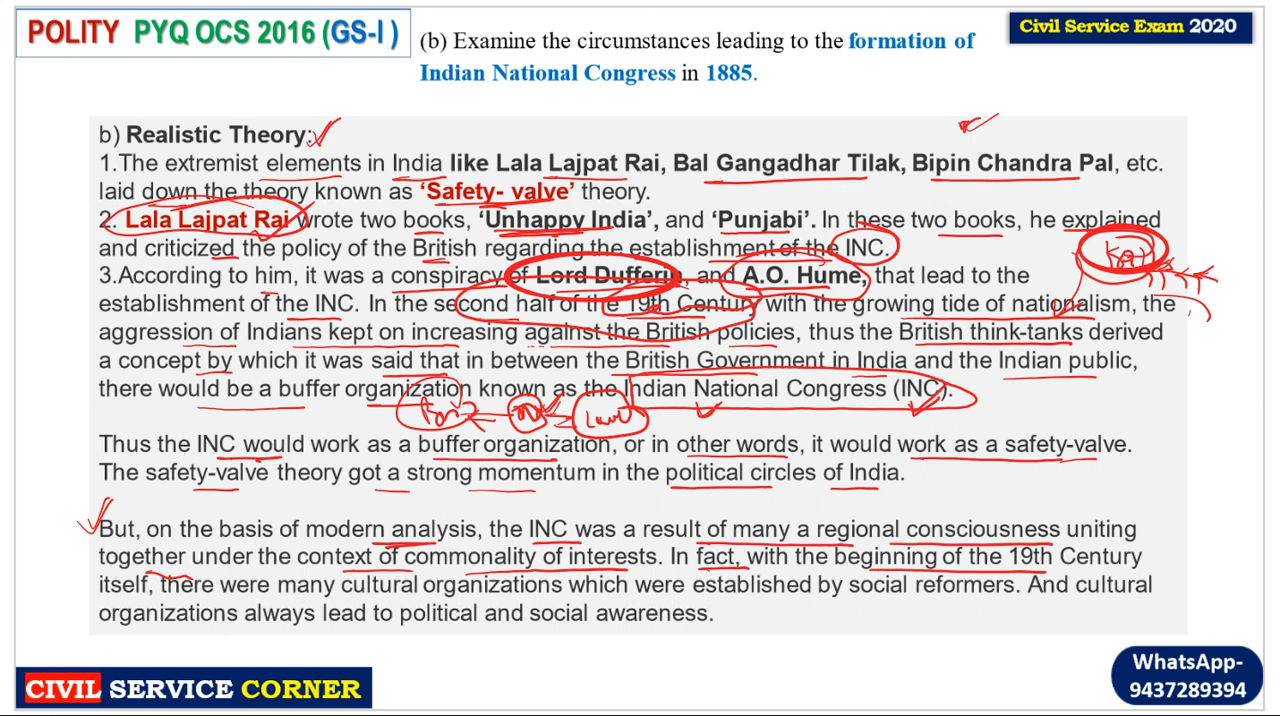 POLITY PYQ OCS 2016 (GS-I )
(b) Examine the circumstances leading to the formation of
Indian National Congress in 1885.
Civil Service Exam 2020
b) Realistic Theory:
1.The extremist elements in India like Lala Lajpat Rai, Bal Gangadhar Tilak, Bipin Chandra Pal, etc.
laid down the theory known as ‘Safety- valve’ theory.
2. Lala Lajpat Rai wrote two books, ‘Unhappy India’, and ‘Punjabi’. In these two books, he explained
and criticized the policy of the British regarding the establishment of the INC.
3.According to him, it was a conspiracy of Lord Dufferin, and A.O. Hume, that lead to the
establishment of the INC. In the second half of the 19th Century with the growing tide of nationalism, the
aggression of Indians kept on increasing against the British policies, thus the British think-tanks derived
a concept by which it was said that in between the British Government in India and the Indian public,
there would be a buffer organization known as the Indian National Congress (INC).
Thus the INC would work as a buffer organization, or in other words, it would work as a safety-valve.
The safety-valve theory got a strong momentum in the political circles of India.
But, on the basis of modern analysis, the INC was a result of many a regional consciousness uniting
together under the context of commonality of interests. In fact, with the beginning of the 19th Century
itself, there were many cultural organizations which were established by social reformers. And cultural
organizations always lead to political and social awareness.
CIVIL SERVICE CORNER
WhatsApp-
9437289394